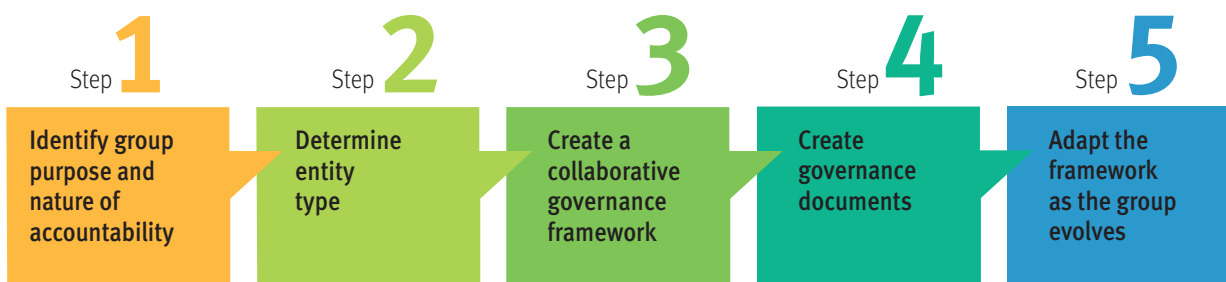 Step 1
Step 2
Step 3
Step 4
Step 5
Identify group
purpose and
nature of
accountability
Determine
entity
type
Create a
collaborative
governance
framework
Create
governance
documents
Adapt the
framework
as the group
evolves